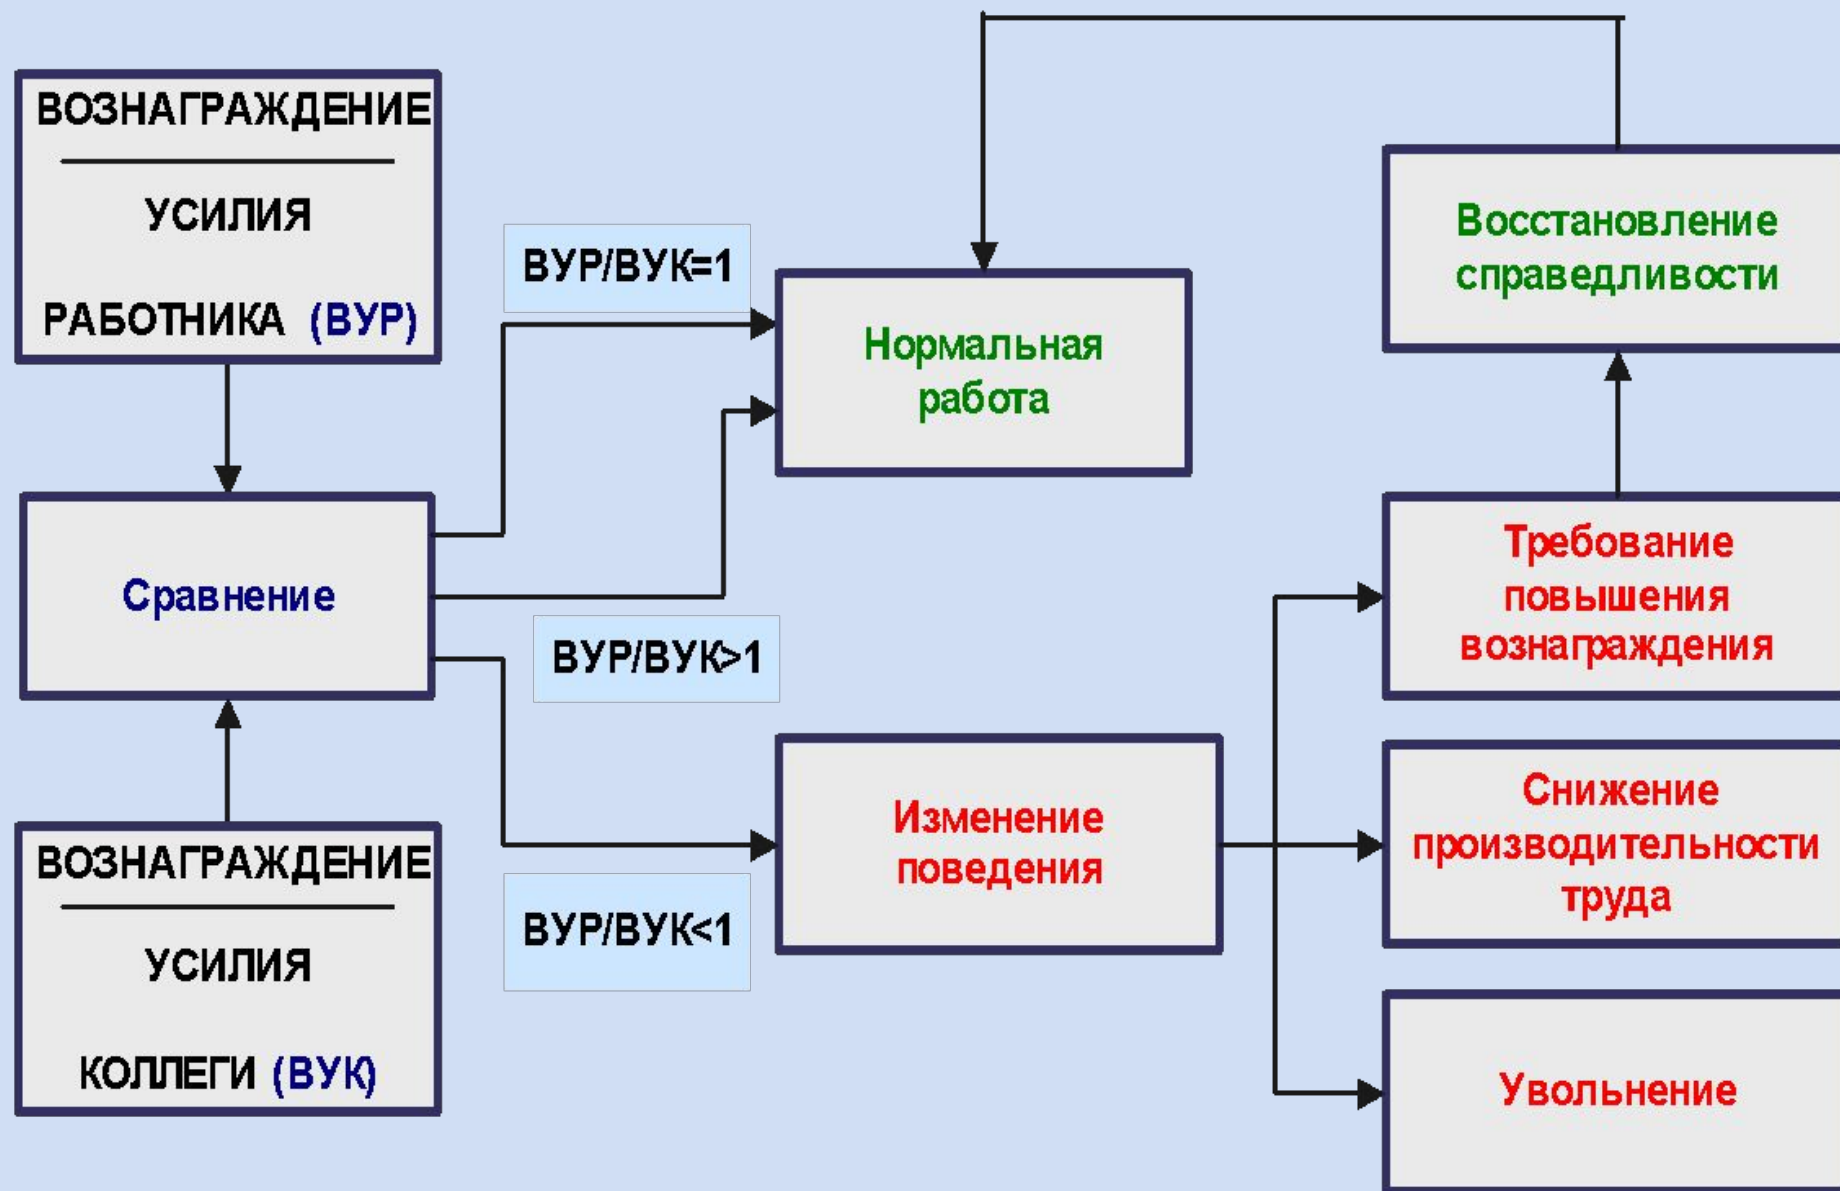 ВОЗНАГРАЖДЕНИЕ
УСИЛИЯ
РАБОТНИКА (ВУР)
Сравнение
ВОЗНАГРАЖДЕНИЕ
УСИЛИЯ
КОЛЛЕГИ (ВУК)
ВУР/ВУК=1
ВУР/ВУК>1
ВУР/ВУК<1
Нормальная
работа
Изменение
поведения
Восстановление
справедливости
Требование
повышения
вознаграждения
Снижение
производительности
труда
Увольнение